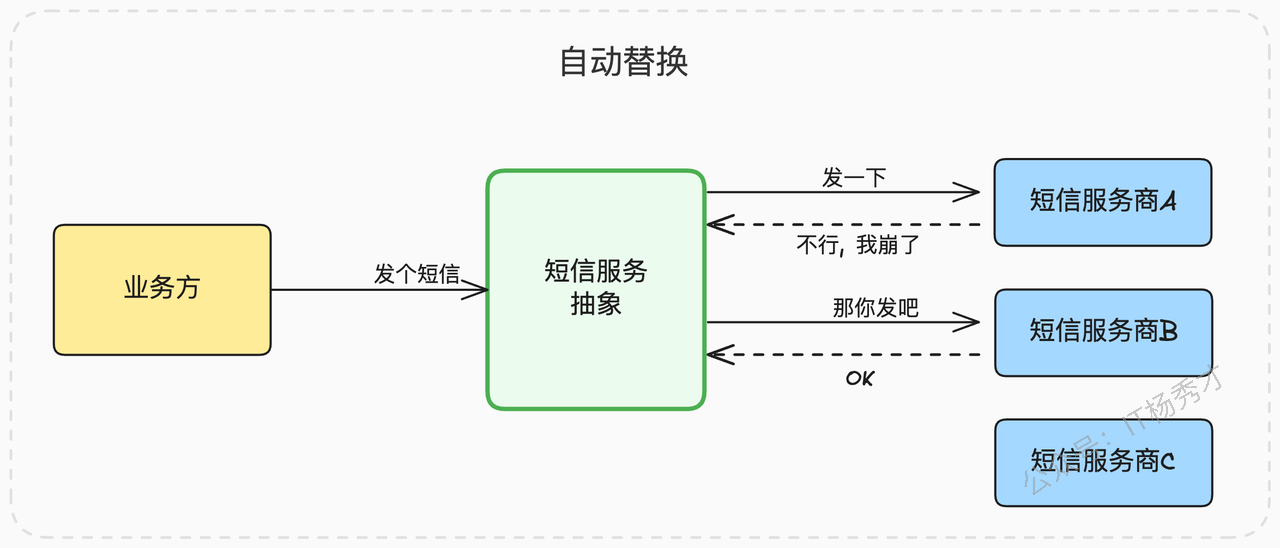 自动替换
发一下
短信服务商A
不行，我崩了
业务方
发个短信
短信服务
抽象
那你发吧
短信服务商B
OK
短信服务商C
公众号：IT杨秀才